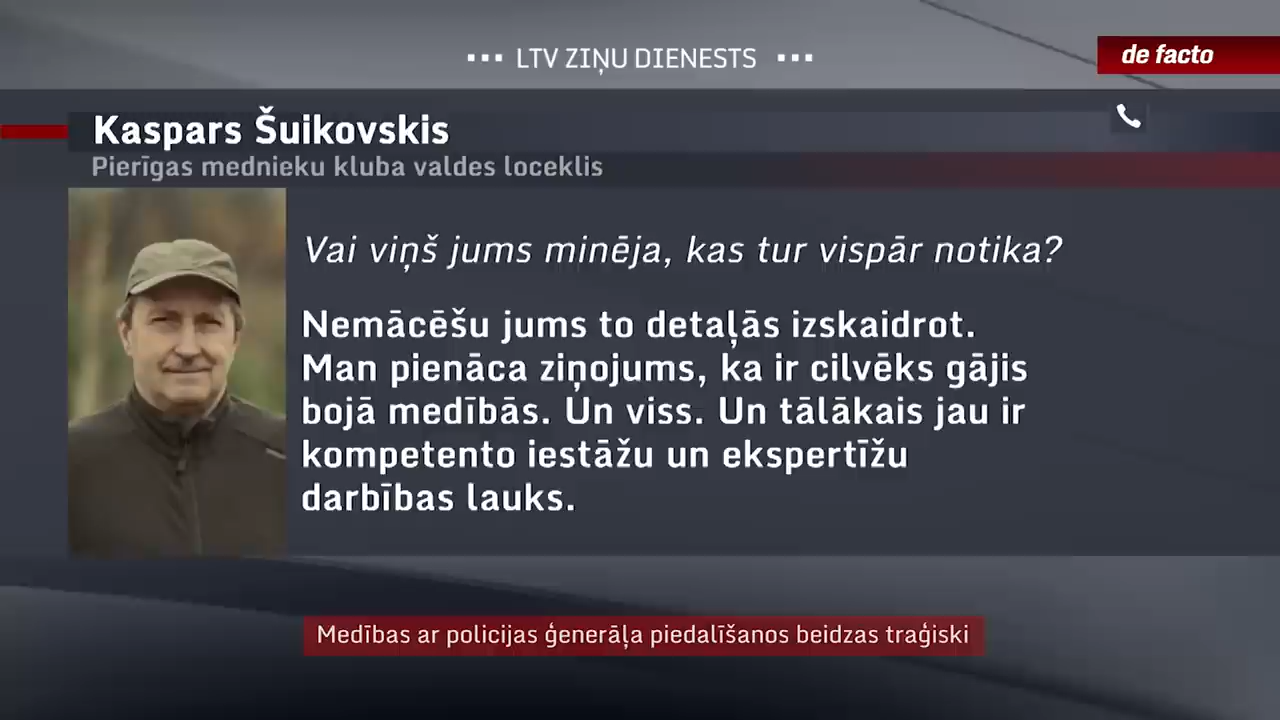 LTV ZIŅU DIENESTS
de facto
Kaspars Šuikovskis
Pierīgas mednieku kluba valdes loceklis
Vai viņš jums minēja, kas tur vispār notika?
Nemācēšu jums to detaļās izskaidrot.
Man pienāca ziņojums, ka ir cilvēks gājis
bojā medībās. Un viss. Un tālākais jau ir
kompetento iestāžu un ekspertīžu
darbības lauks.
Medības ar policijas ģenerāļa piedalīšanos beidzas traģiski